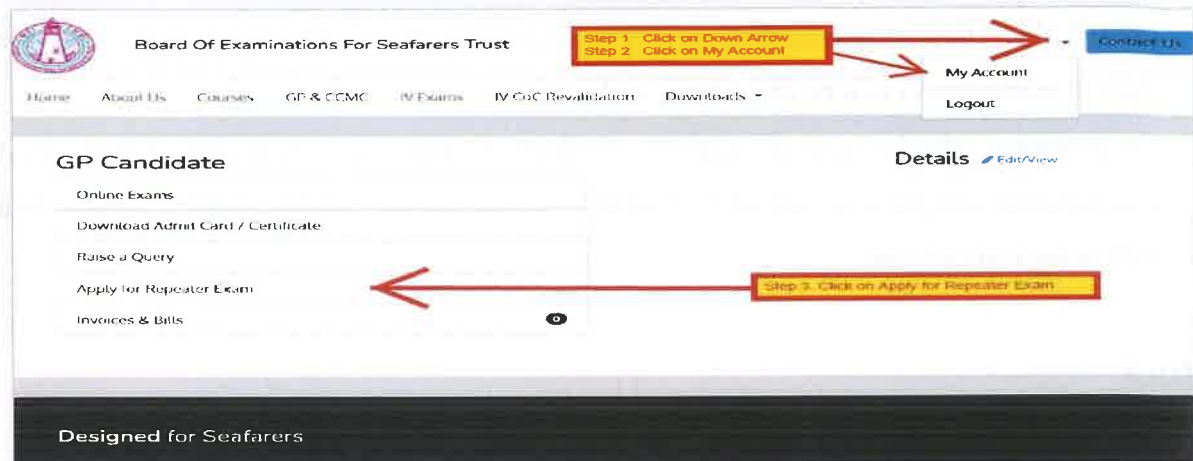 Board Of Examinations For Seafarers Trust
Step 1 Click on Down Arrow
Step 2 Click on My Account
Contact Us
My Account
Logout
Home About Us Courses GP & CCMC IV Exams IV CoC Revalidation Downloads
GP Candidate
Details Edit/View
Online Exams
Download Admit Card / Certificate
Raise a Query
Apply for Repeater Exam
Step 3. Click on Apply for Repeater Exam
Invoices & Bills 0
Designed for Seafarers